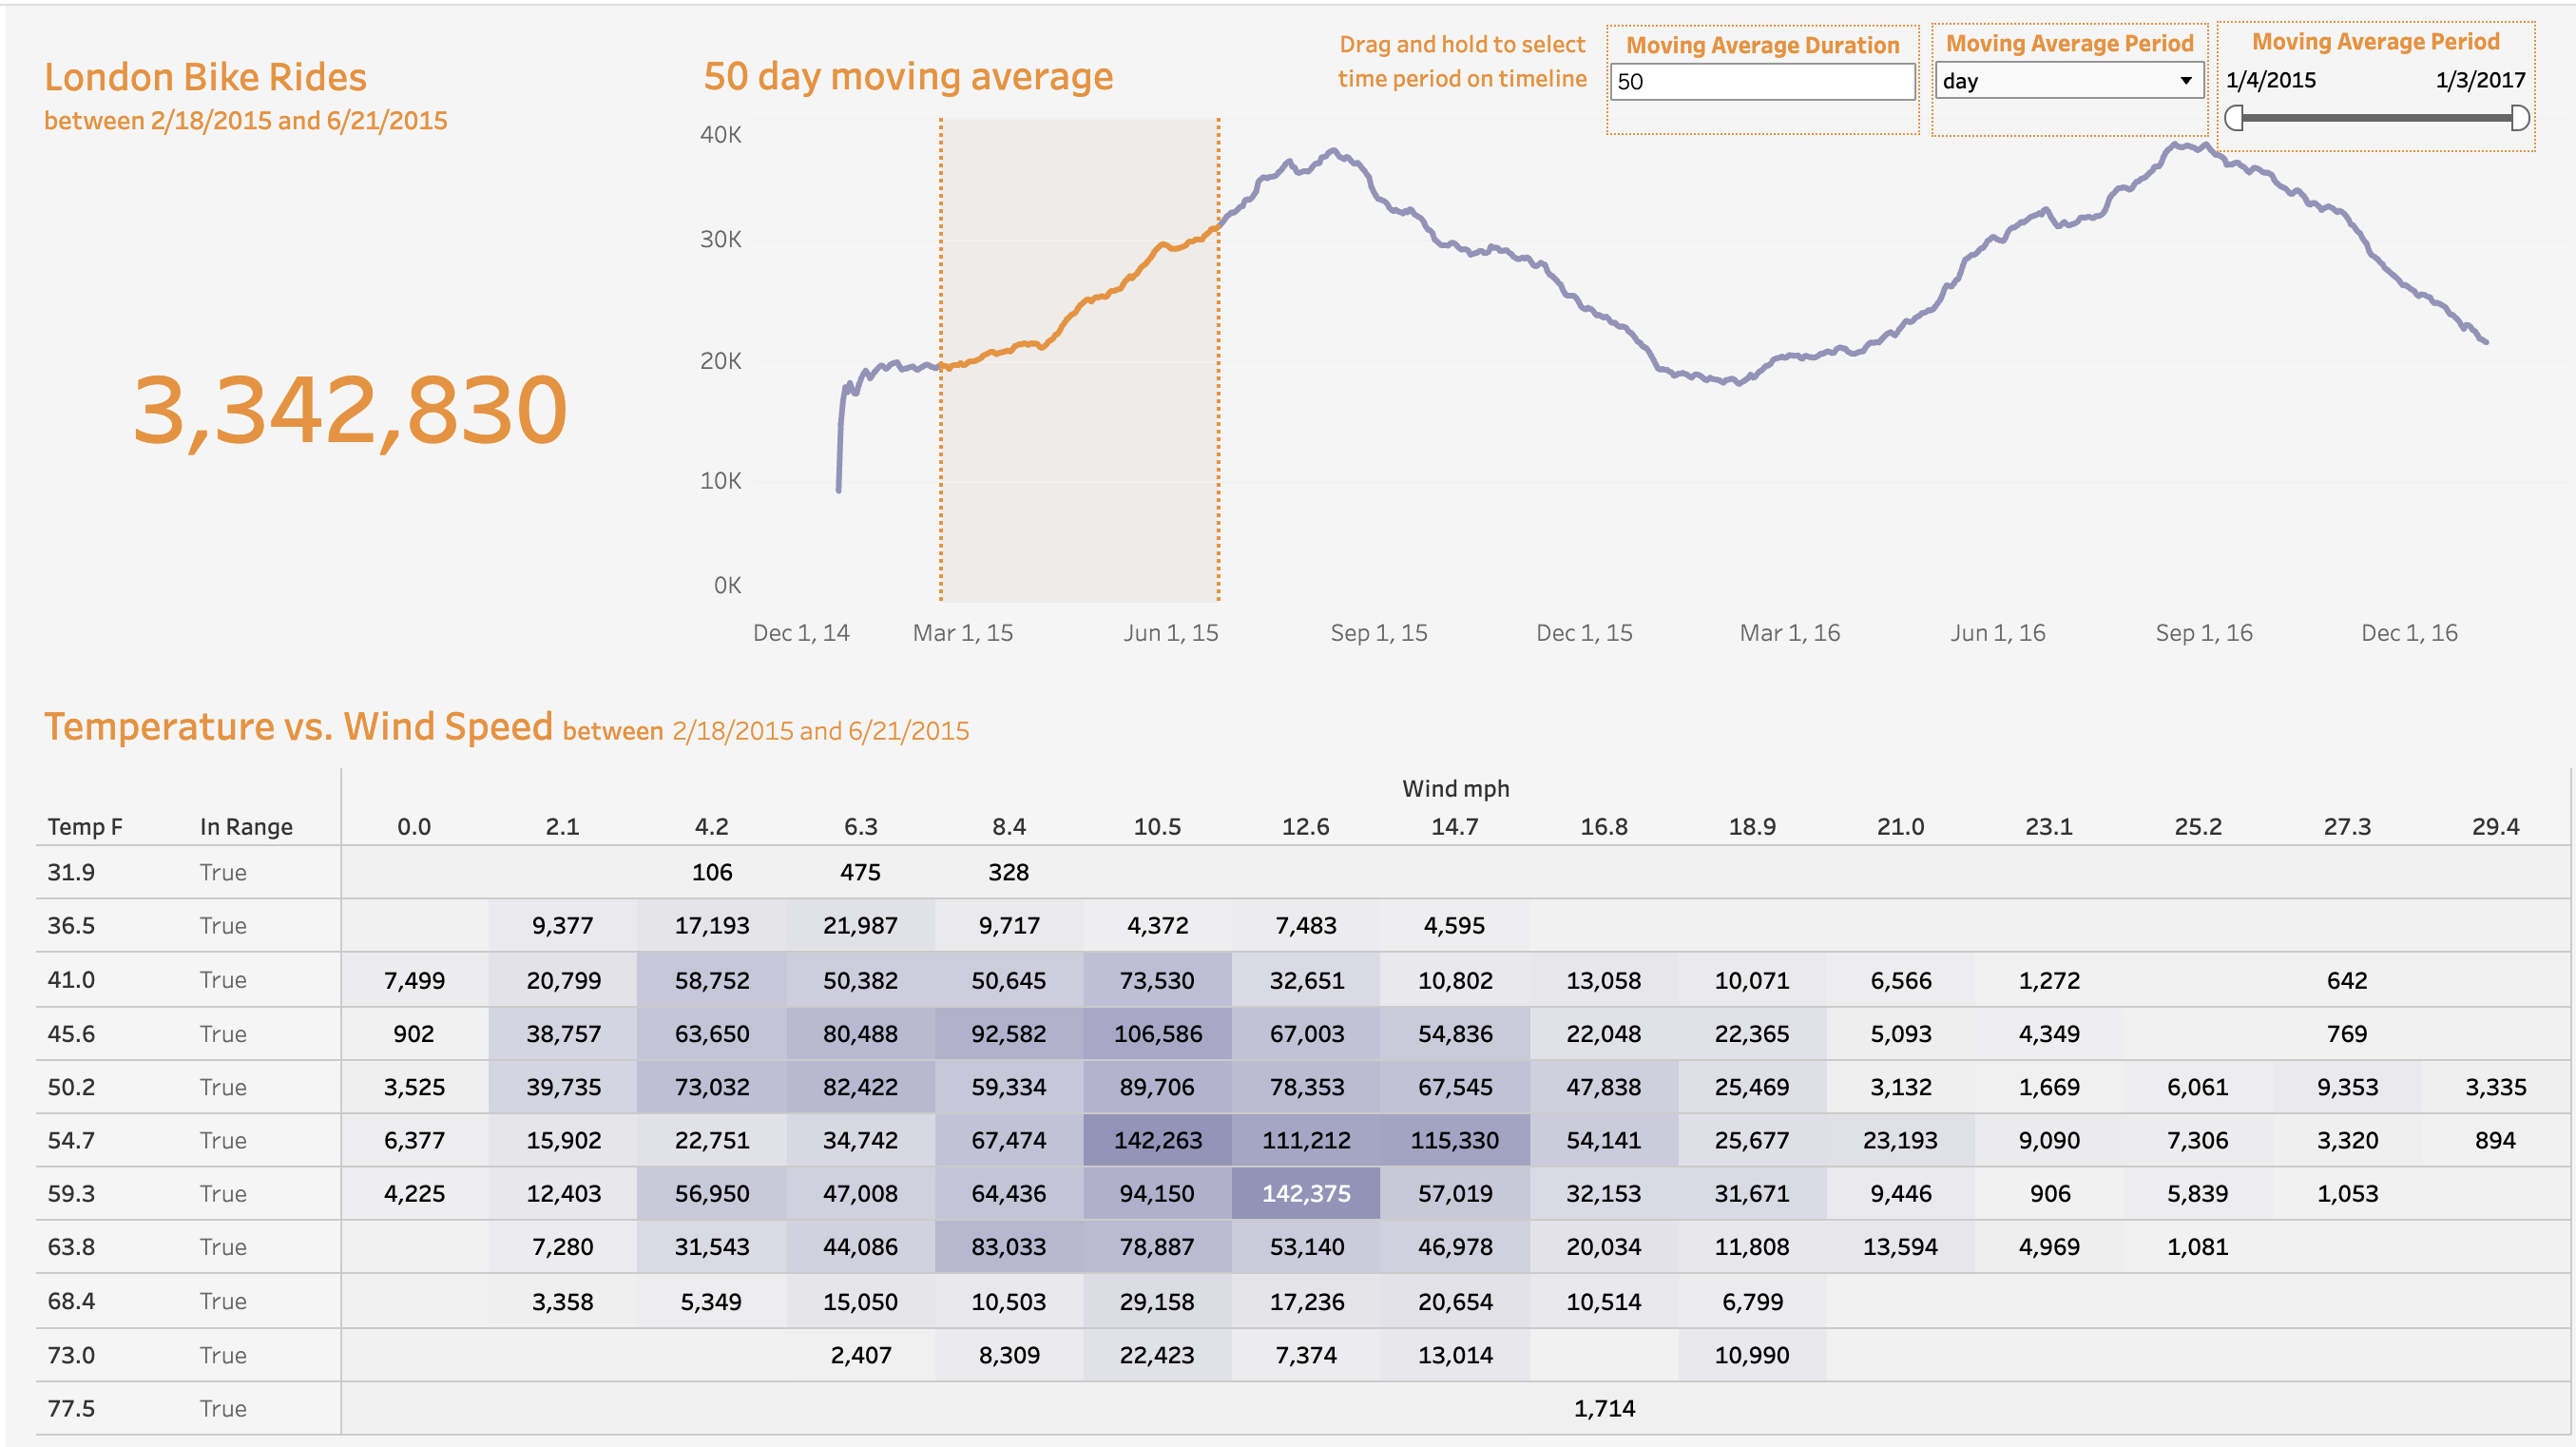 London Bike Rides
between 2/18/2015 and 6/21/2015
3,342,830
50 day moving average
Drag and hold to select
time period on timeline
Moving Average Duration
50
Moving Average Period
day
Moving Average Period
1/4/2015 1/3/2017
40K
30K
20K
10K
0K
Dec 1, 14 Mar 1, 15 Jun 1, 15 Sep 1, 15 Dec 1, 15 Mar 1, 16 Jun 1, 16 Sep 1, 16 Dec 1, 16
Temperature vs. Wind Speed between 2/18/2015 and 6/21/2015
Wind mph
Temp F In Range 0.0 2.1 4.2 6.3 8.4 10.5 12.6 14.7 16.8 18.9 21.0 23.1 25.2 27.3 29.4
31.9 True 106 475 328
36.5 True 9,377 17,193 21,987 9,717 4,372 7,483 4,595
41.0 True 7,499 20,799 58,752 50,382 50,645 73,530 32,651 10,802 13,058 10,071 6,566 1,272 642
45.6 True 902 38,757 63,650 80,488 92,582 106,586 67,003 54,836 22,048 22,365 5,093 4,349 769
50.2 True 3,525 39,735 73,032 82,422 59,334 89,706 78,353 67,545 47,838 25,469 3,132 1,669 6,061 9,353 3,335
54.7 True 6,377 15,902 22,751 34,742 67,474 142,263 111,212 115,330 54,141 25,677 23,193 9,090 7,306 3,320 894
59.3 True 4,225 12,403 56,950 47,008 64,436 94,150 142,375 57,019 32,153 31,671 9,446 906 5,839 1,053
63.8 True 7,280 31,543 44,086 83,033 78,887 53,140 46,978 20,034 11,808 13,594 4,969 1,081
68.4 True 3,358 5,349 15,050 10,503 29,158 17,236 20,654 10,514 6,799
73.0 True 2,407 8,309 22,423 7,374 13,014 10,990
77.5 True 1,714